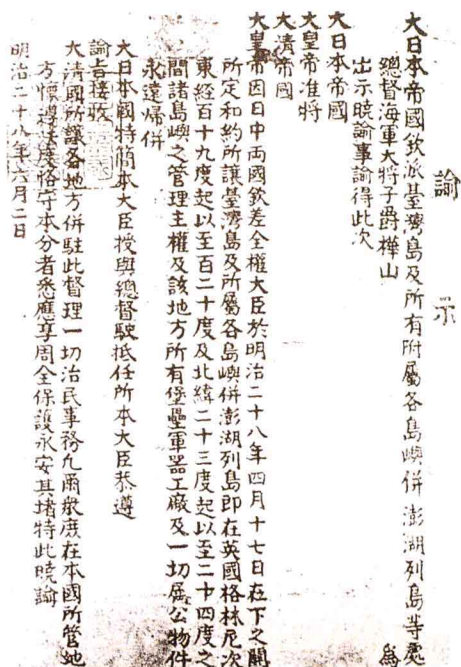 諭示
大日本帝國欽派臺灣島及所有附屬各島嶼併澎湖列島等處
總督海軍大將子爵樺山　為
出示曉諭事諭得此次
大日本帝國
大皇帝准將
大清帝國
大皇帝因日中両國欽差全權大臣於明治二十八年四月十七日在下之關
所定和約所讓臺灣島及所屬各島嶼併澎湖列島即在英國格林尼次
東経百十九度起以至百二十度及北緯二十三度起以至二十四度之
間諸島嶼之管理主權及該地方所有堡壘軍器工廠及一切屬公物件
永遠歸併
大日本國特簡本大臣授與總督駛抵任所本大臣恭遵
諭旨接收
大清國所讓各地方併駐此督理一切治民事務凡爾衆庶在本國所管地
方懍遵法度恪守本分者悉應享周全保護永安其堵特此曉諭
明治二十八年六月二日